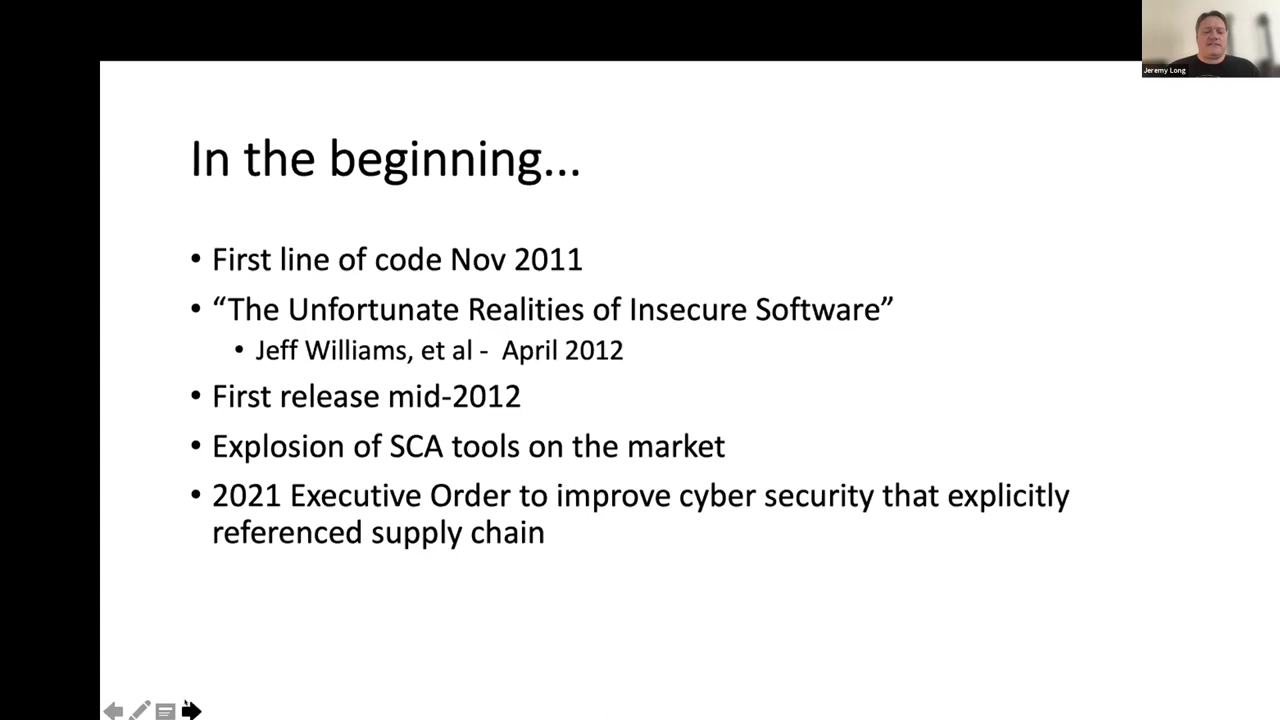 Jeremy Long
In the beginning...
• First line of code Nov 2011
• “The Unfortunate Realities of Insecure Software”
• Jeff Williams, et al - April 2012
• First release mid-2012
• Explosion of SCA tools on the market
• 2021 Executive Order to improve cyber security that explicitly
referenced supply chain